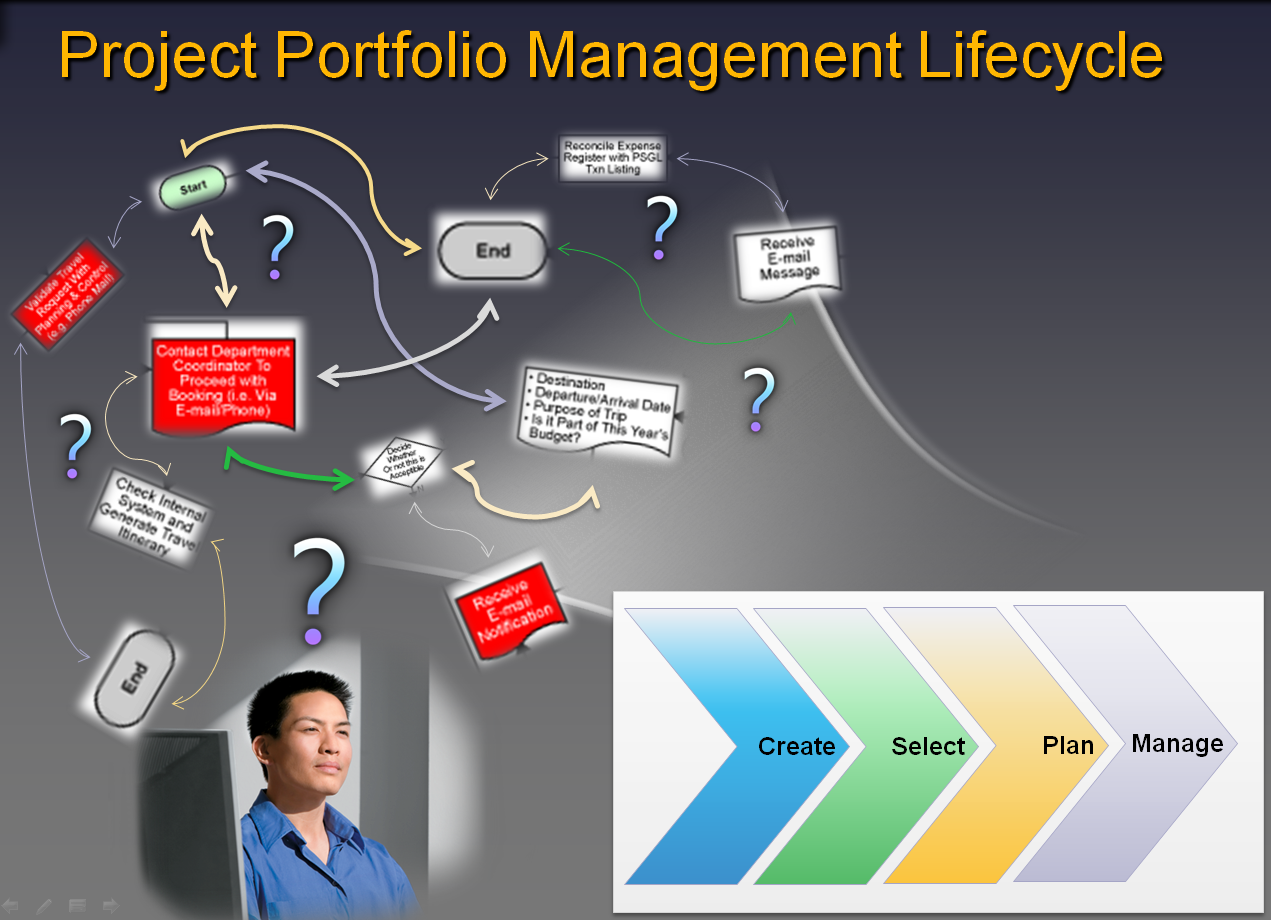 Project Portfolio Management Lifecycle
Reconcile Expense
Register with PSGL
Txn Listing
Start
?
?
End
Receive
E-mail
Message
Validate Travel
Request With
Planning & Control
(e.g. Phone Mail)
Contact Department
Coordinator To
Proceed with
Booking (i.e. Via
E-mail/Phone)
• Destination
• Departure/Arrival Date
• Purpose of Trip
• Is it Part of This Year's
Budget?
?
?
Decide
Whether
Or not this is
Acceptible
N
Check Internal
System and
Generate Travel
Itinerary
?
Receive
E-mail
Notification
End
Create
Select
Plan
Manage